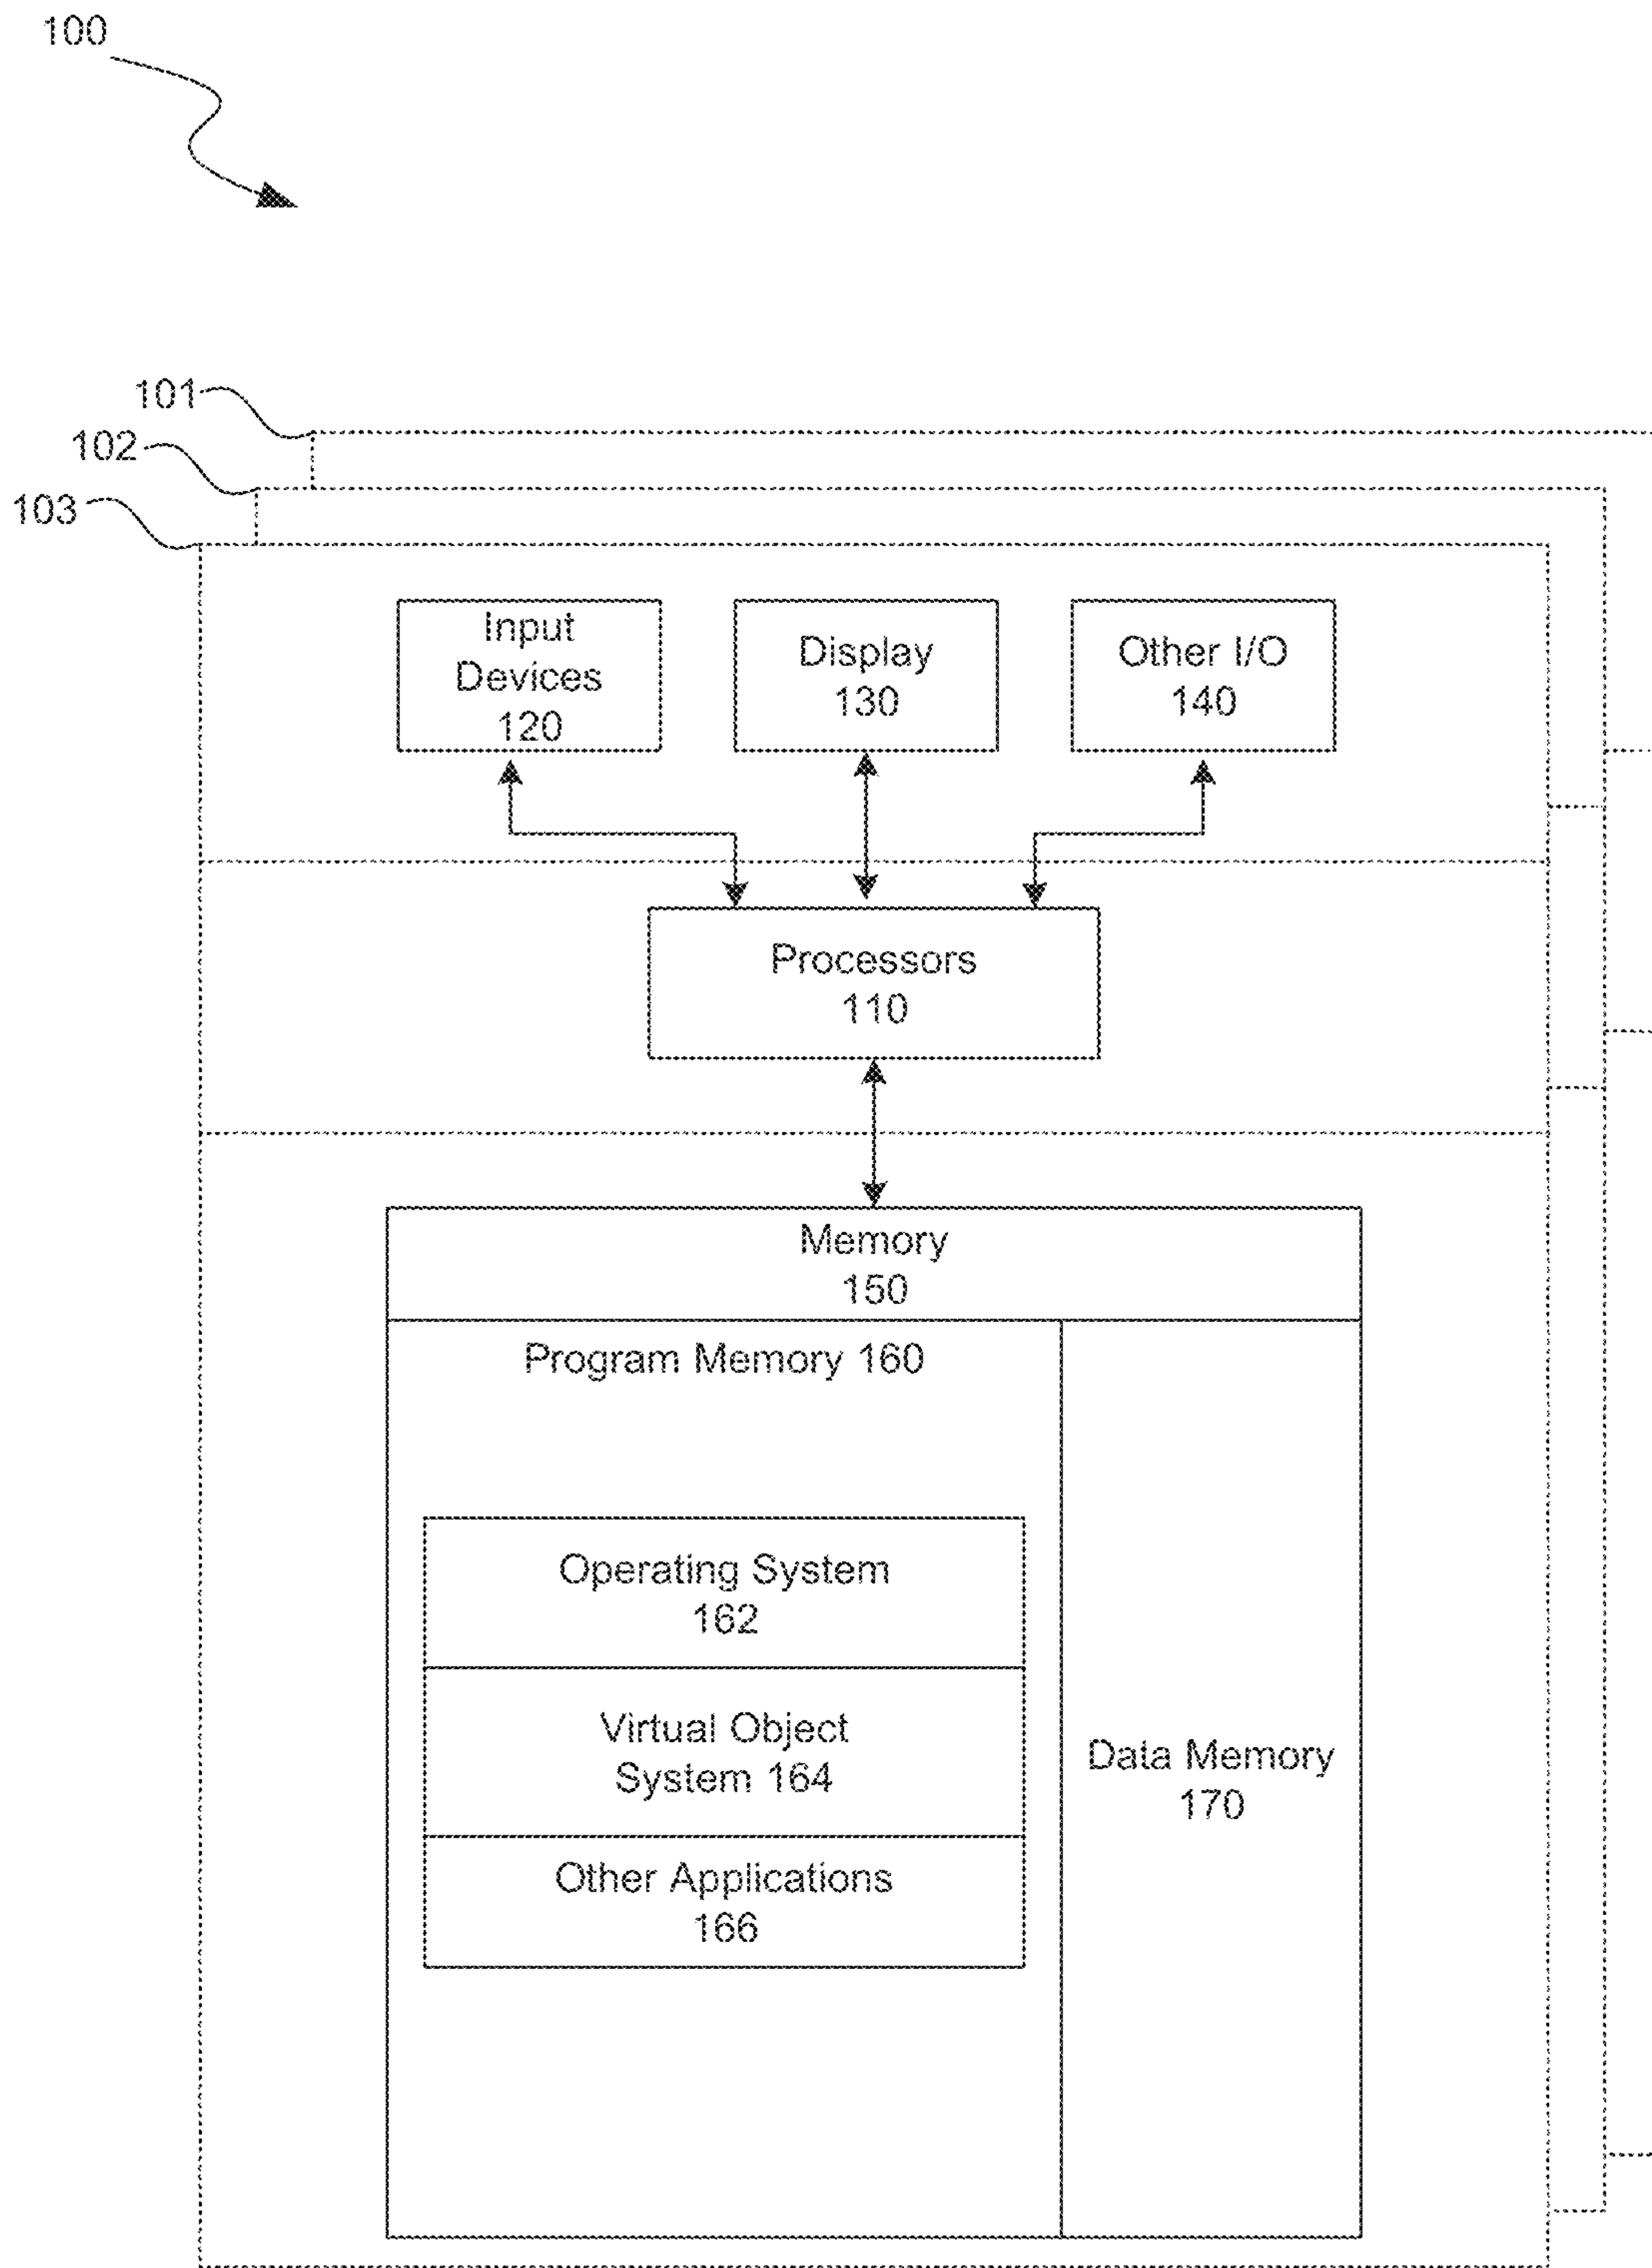 100
101
102
103
Input
Devices
120
Display
130
Other I/O
140
Processors
110
Memory
150
Program Memory 160
Operating System
162
Virtual Object
System 164
Other Applications
166
Data Memory
170